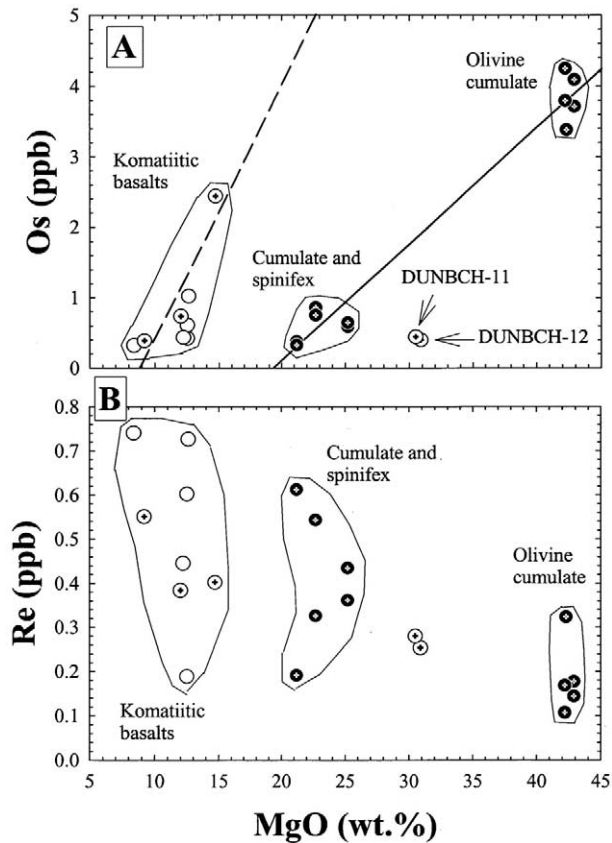 A
5
4
3
2
1
0
Os (ppb)
Olivine
cumulate
Komatiitic
basalts
Cumulate and
spinifex
DUNBCH-11
DUNBCH-12
B
0.8
0.7
0.6
0.5
0.4
0.3
0.2
0.1
0.0
Re (ppb)
Cumulate and
spinifex
Olivine
cumulate
Komatiitic
basalts
5 10 15 20 25 30 35 40 45
MgO (wt.%)